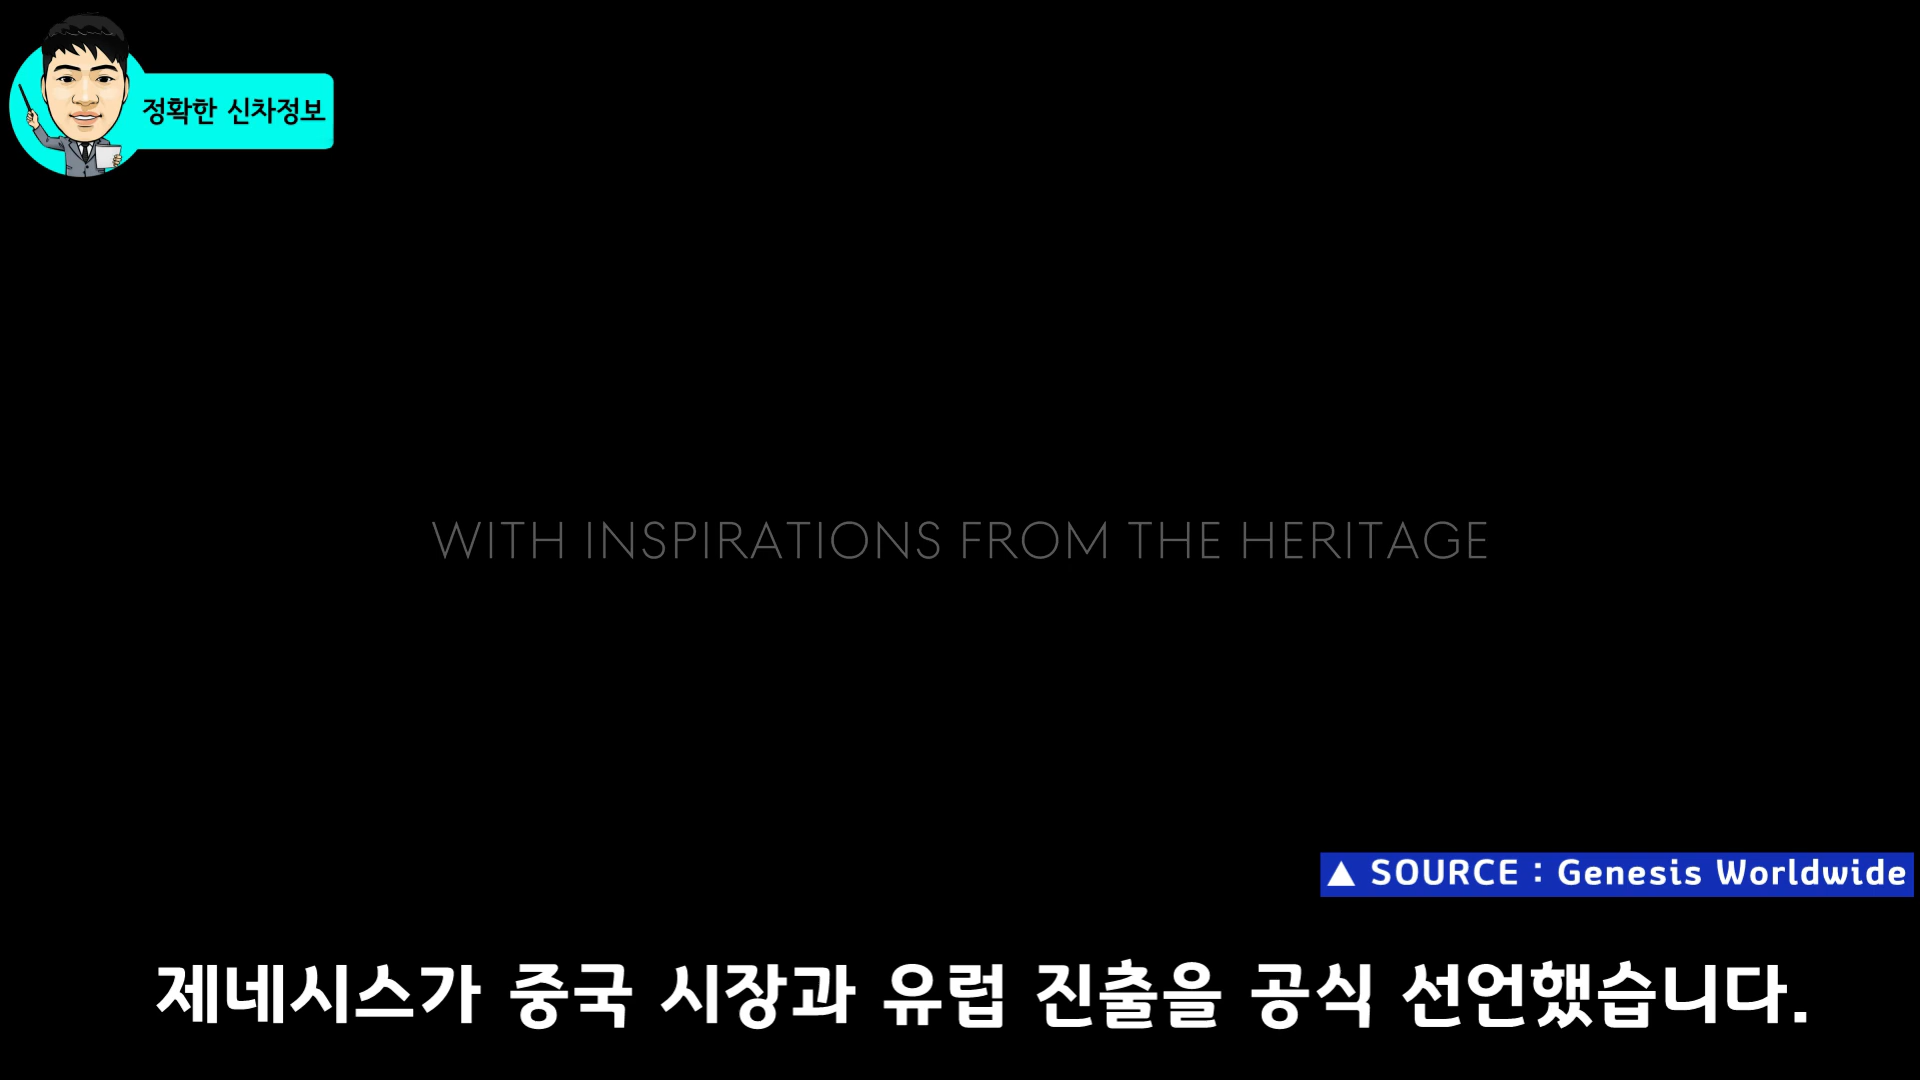 정확한 신차정보
WITH INSPIRATIONS FROM THE HERITAGE
▲ SOURCE : Genesis Worldwide
제네시스가 중국 시장과 유럽 진출을 공식 선언했습니다.